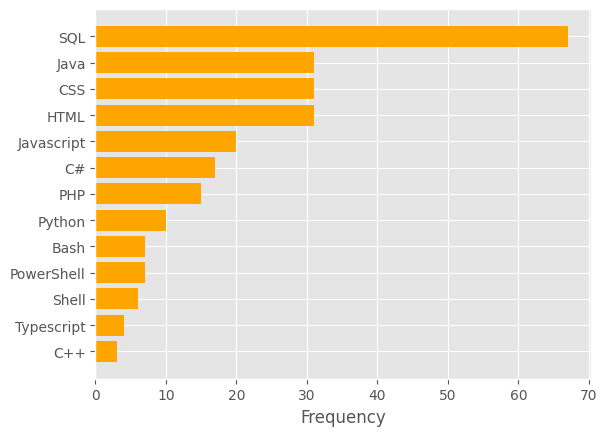 SQL
Java
CSS
HTML
Javascript
C#
PHP
Python
Bash
PowerShell
Shell
Typescript
C++
0 10 20 30 40 50 60 70
Frequency